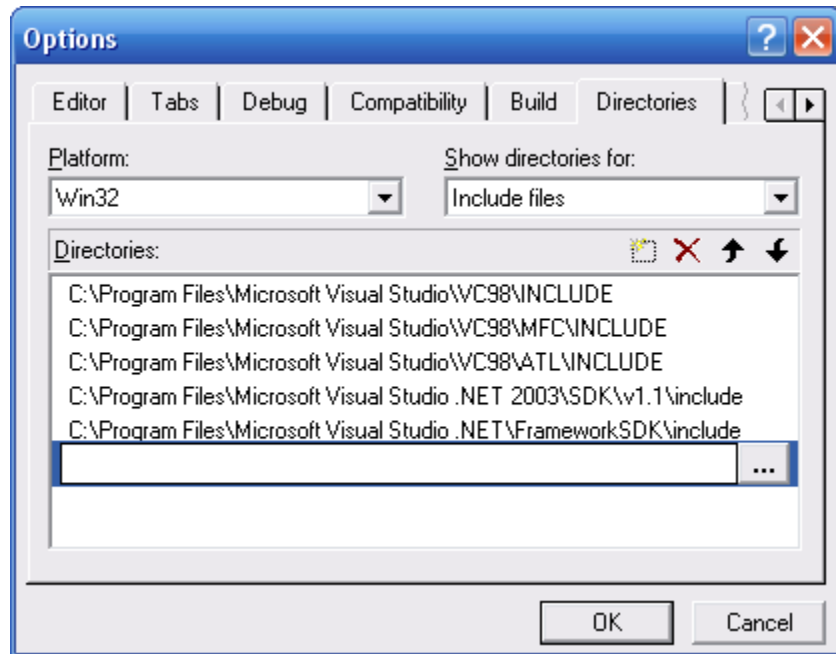 Options
Editor Tabs Debug Compatibility Build Directories
Platform: Show directories for:
Win32 Include files
Directories:
C:\Program Files\Microsoft Visual Studio\VC98\INCLUDE
C:\Program Files\Microsoft Visual Studio\VC98\MFC\INCLUDE
C:\Program Files\Microsoft Visual Studio\VC98\ATL\INCLUDE
C:\Program Files\Microsoft Visual Studio .NET 2003\SDK\v1.1\include
C:\Program Files\Microsoft Visual Studio .NET\FrameworkSDK\include
...
OK Cancel